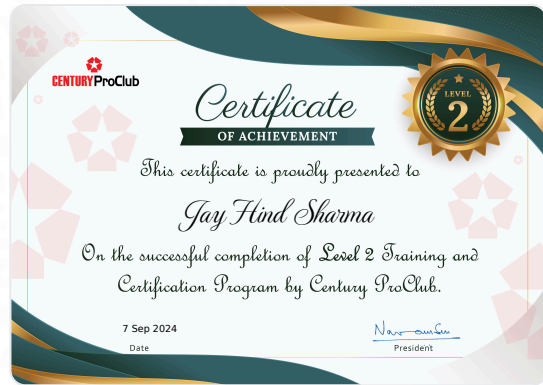 CENTURY ProClub
Certificate
OF ACHIEVEMENT
LEVEL
2
This certificate is proudly presented to
Jay Hind Sharma
On the successful completion of Level 2 Training and
Certification Program by Century ProClub.
7 Sep 2024
Date
President